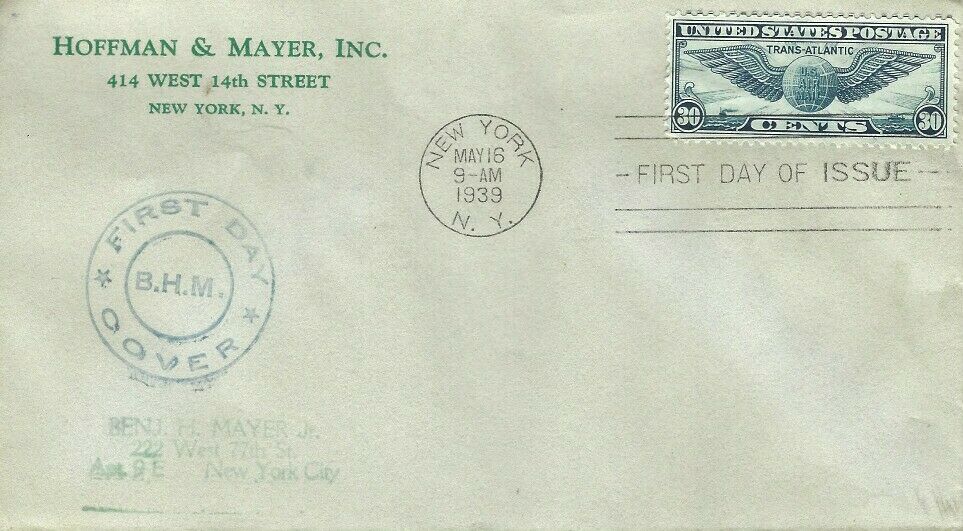 HOFFMAN & MAYER, INC.
414 WEST 14th STREET
NEW YORK, N. Y.
UNITED STATES POSTAGE
TRANS-ATLANTIC
U.S.
30 CENTS 30
NEW YORK
MAY 16
9-AM
1939
N. Y.
- FIRST DAY OF ISSUE --
FIRST DAY
B.H.M.
COVER
BENJ. H. MAYER Jr.
222 West 77th St.
New York City